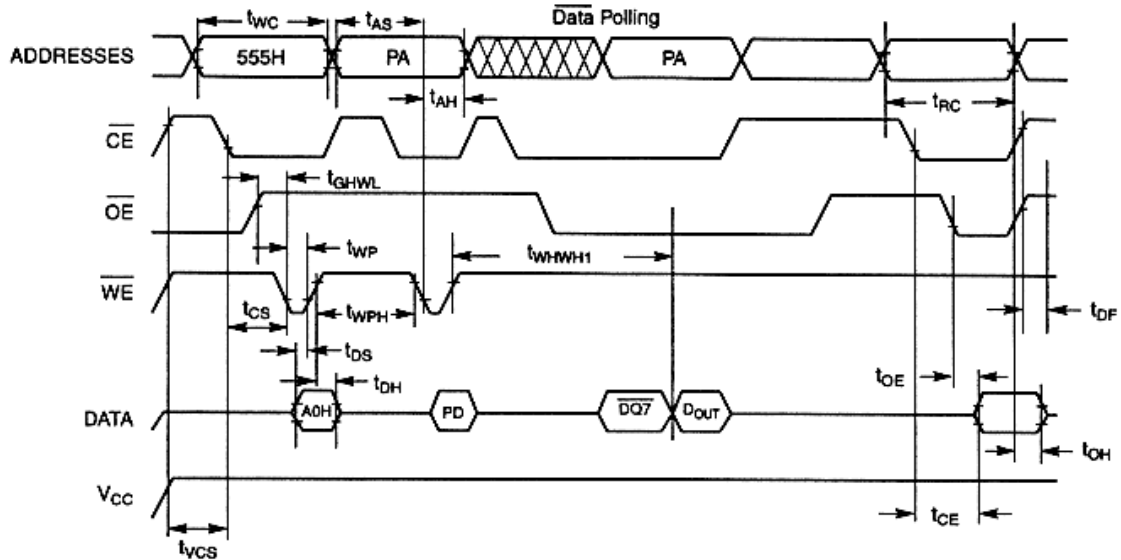 Data Polling
tWC
tAS
ADDRESSES
555H
PA
PA
tAH
tRC
CE
tGHWL
OE
tWP
tWHWH1
WE
tCS
tWPH
tDF
tDS
tOE
tDH
DATA
A0H
PD
DQ7
DOUT
tOH
VCC
tCE
tVCS